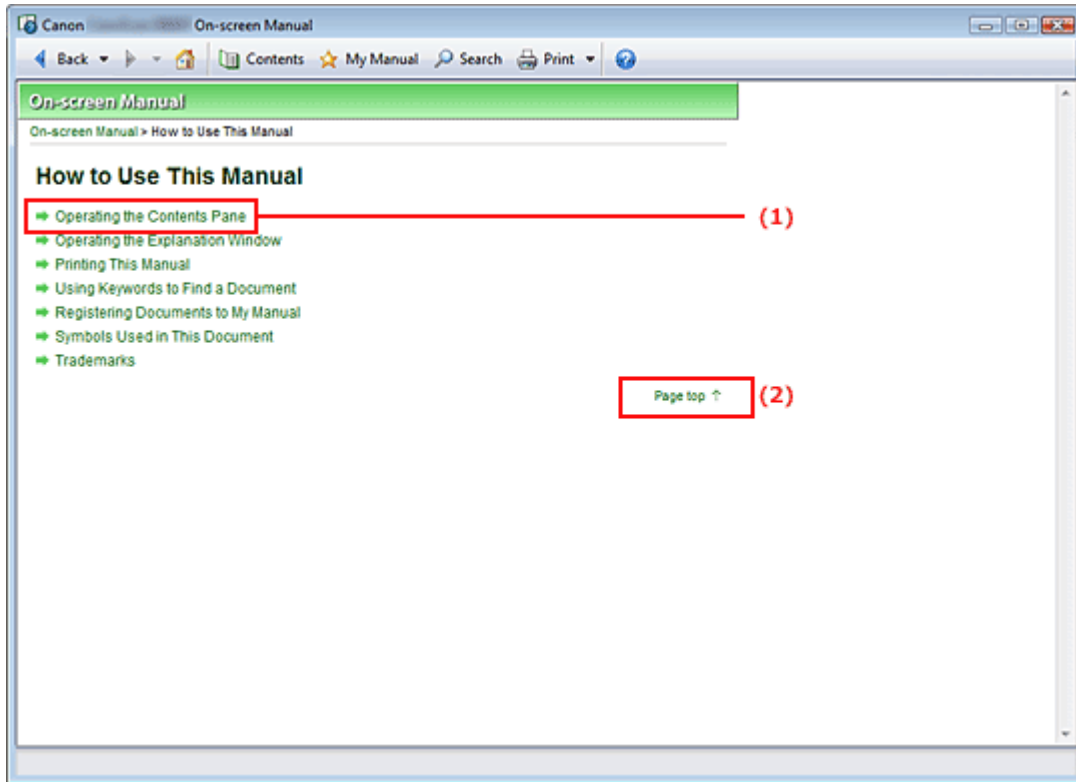 Canon On-screen Manual
Back Contents My Manual Search Print
On-screen Manual
On-screen Manual > How to Use This Manual
How to Use This Manual
Operating the Contents Pane (1)
Operating the Explanation Window
Printing This Manual
Using Keywords to Find a Document
Registering Documents to My Manual
Symbols Used in This Document
Trademarks
Page top ↑ (2)